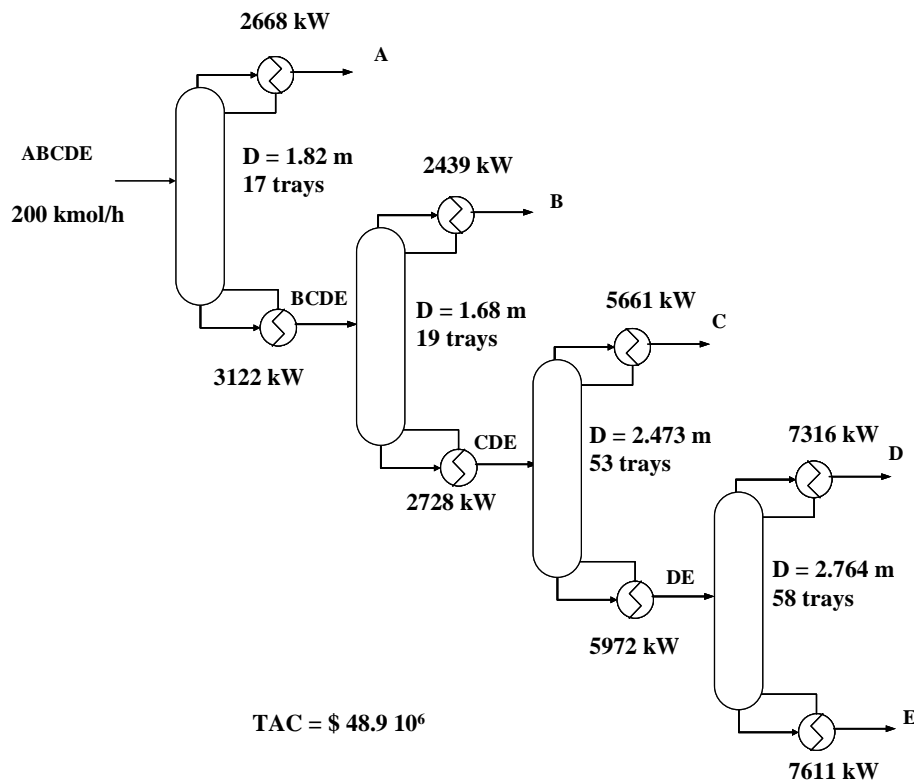 2668 kW
A
ABCDE
200 kmol/h
D = 1.82 m
17 trays
2439 kW
B
BCDE
3122 kW
D = 1.68 m
19 trays
5661 kW
C
CDE
2728 kW
D = 2.473 m
53 trays
7316 kW
D
DE
5972 kW
D = 2.764 m
58 trays
TAC = $ 48.9 10⁶
E
7611 kW